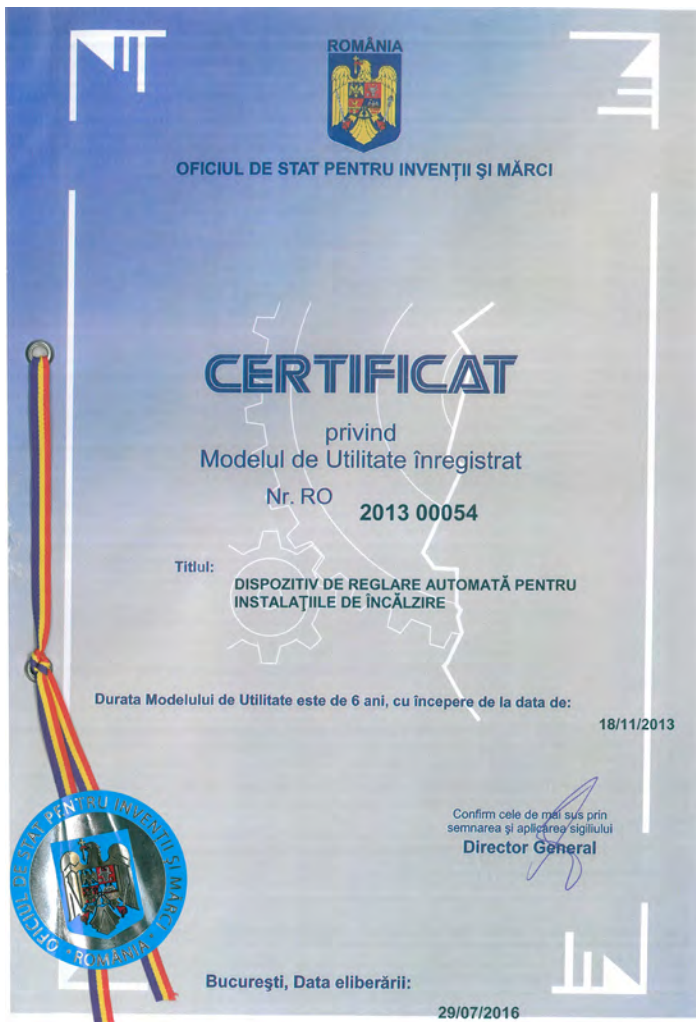 ROMÂNIA
OFICIUL DE STAT PENTRU INVENȚII ȘI MĂRCI
CERTIFICAT
privind
Modelul de Utilitate înregistrat
Nr. RO 2013 00054
Titlul:
DISPOZITIV DE REGLARE AUTOMATĂ PENTRU
INSTALAŢIILE DE ÎNCĂLZIRE
Durata Modelului de Utilitate este de 6 ani, cu începere de la data de:
18/11/2013
Confirm cele de mai sus prin
semnarea și aplicarea sigiliului
Director General
OFICIUL DE STAT PENTRU INVENȚII ȘI MĂRCI
• ROMÂNIA •
București, Data eliberării:
29/07/2016